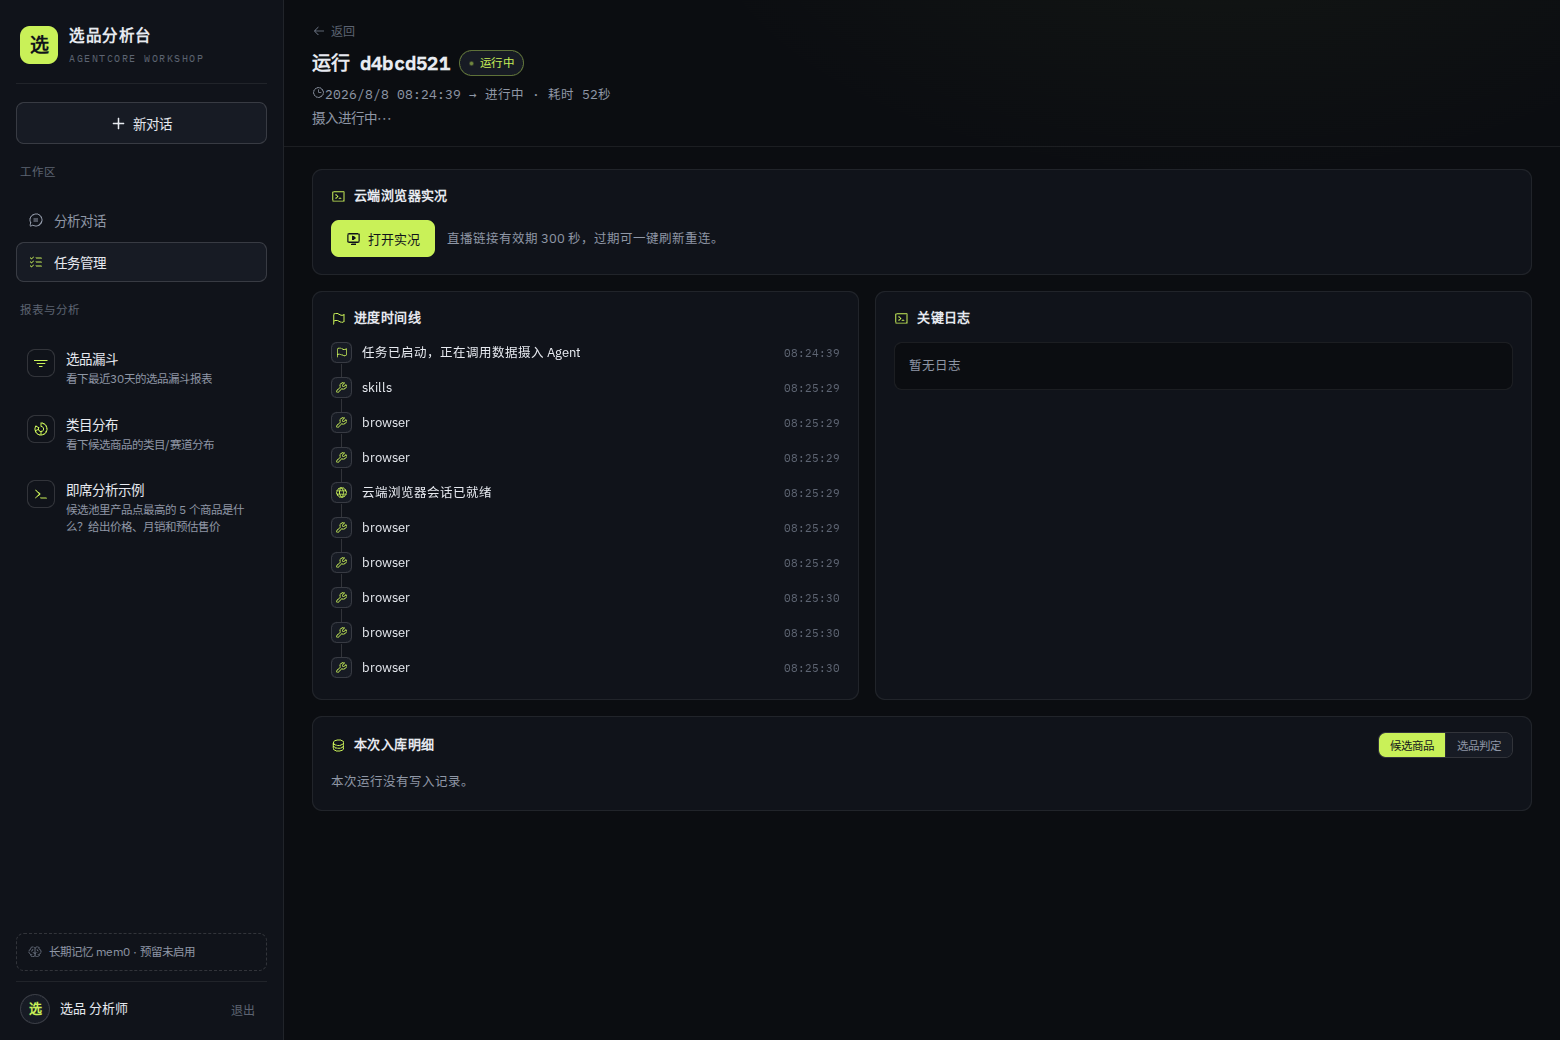 选
选品分析台
AGENTCORE WORKSHOP
新对话
工作区
分析对话
任务管理
报表与分析
选品漏斗
看下最近30天的选品漏斗报表
类目分布
看下候选商品的类目/赛道分布
即席分析示例
候选池里产品点最高的 5 个商品是什
么？给出价格、月销和预估售价
长期记忆 mem0 · 预留未启用
选
选品 分析师
退出
← 返回
运行 d4bcd521
运行中
2026/8/8 08:24:39 → 进行中 · 耗时 52秒
摄入进行中···
云端浏览器实况
打开实况
直播链接有效期 300 秒，过期可一键刷新重连。
进度时间线
任务已启动，正在调用数据摄入 Agent 08:24:39
skills 08:25:29
browser 08:25:29
browser 08:25:29
云端浏览器会话已就绪 08:25:29
browser 08:25:29
browser 08:25:29
browser 08:25:30
browser 08:25:30
browser 08:25:30
关键日志
暂无日志
本次入库明细
候选商品
选品判定
本次运行没有写入记录。